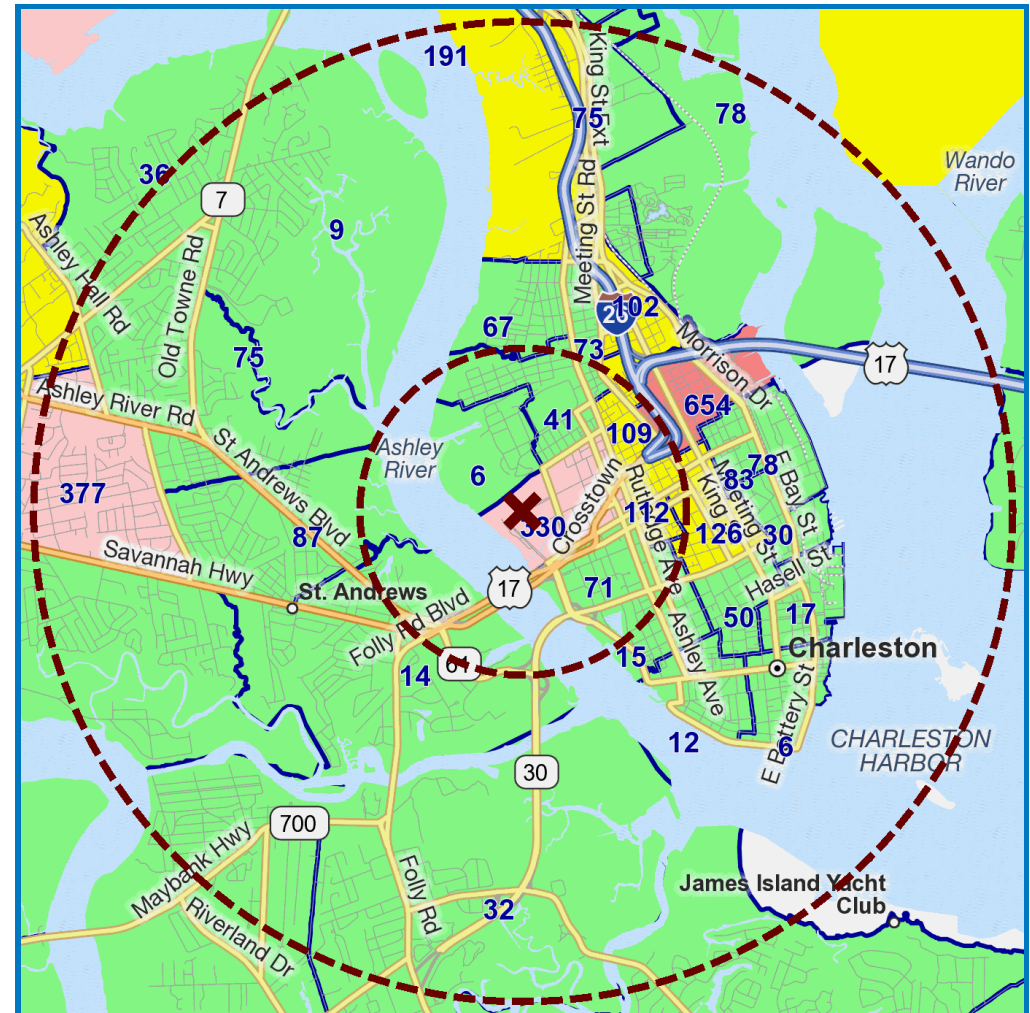 191
King St Ext
75
78
Wando
River
36
7
9
Ashley Hall Rd
Old Towne Rd
Meeting St Rd
26
102
67
73
Morrison Dr
17
75
Ashley River Rd
41
654
109
St Andrews Blvd
Ashley
River
6
377
330
Crosstown
Rutledge Ave
112
83
78
Meeting St
King St
126
30
E Bay St
Hasell St
87
Savannah Hwy
St. Andrews
17
71
Folly Rd Blvd
50
17
Ashley Ave
61
14
15
Charleston
12
6
E Battery St
CHARLESTON
HARBOR
30
700
Maybank Hwy
Folly Rd
Riverland Dr
32
James Island Yacht
Club